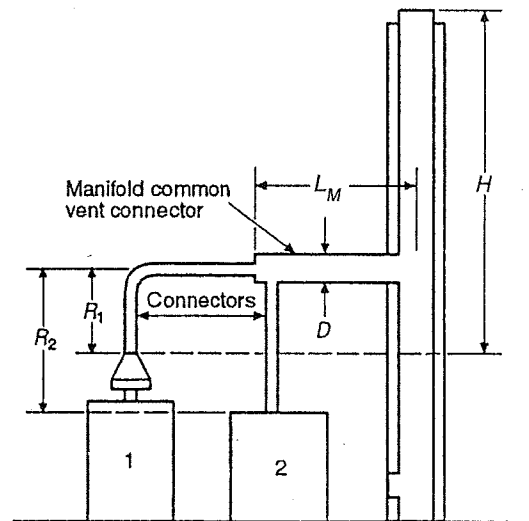 Manifold common
vent connector
L_M
H
R_1
Connectors
D
R_2
1
2